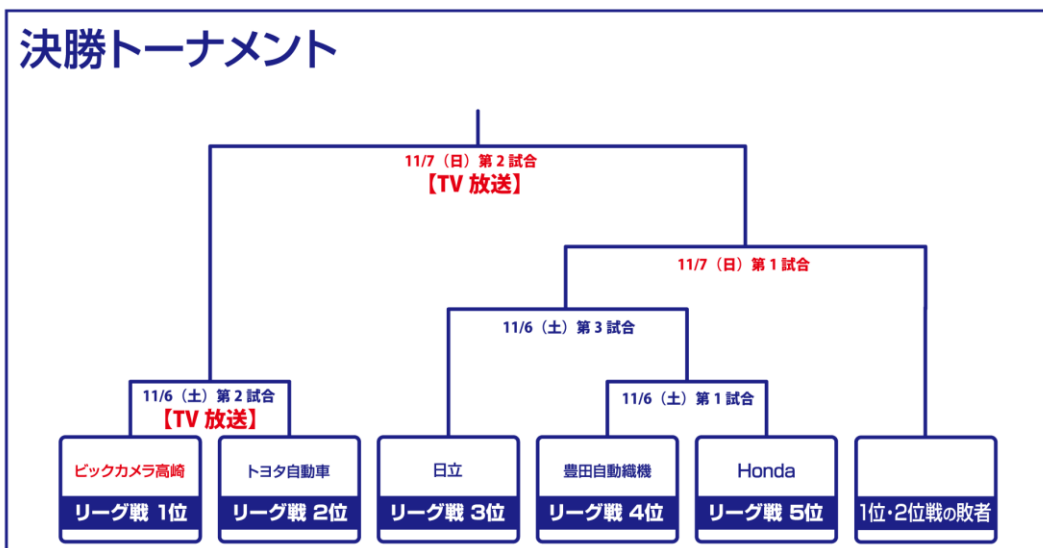 決勝トーナメント
11/7（日）第2試合
【TV 放送】
11/7（日）第1試合
11/6（土）第3試合
11/6（土）第2試合
【TV 放送】
11/6（土）第1試合
ビックカメラ高崎
リーグ戦 1位
トヨタ自動車
リーグ戦 2位
日立
リーグ戦 3位
豊田自動織機
リーグ戦 4位
Honda
リーグ戦 5位
1位・2位戦の敗者